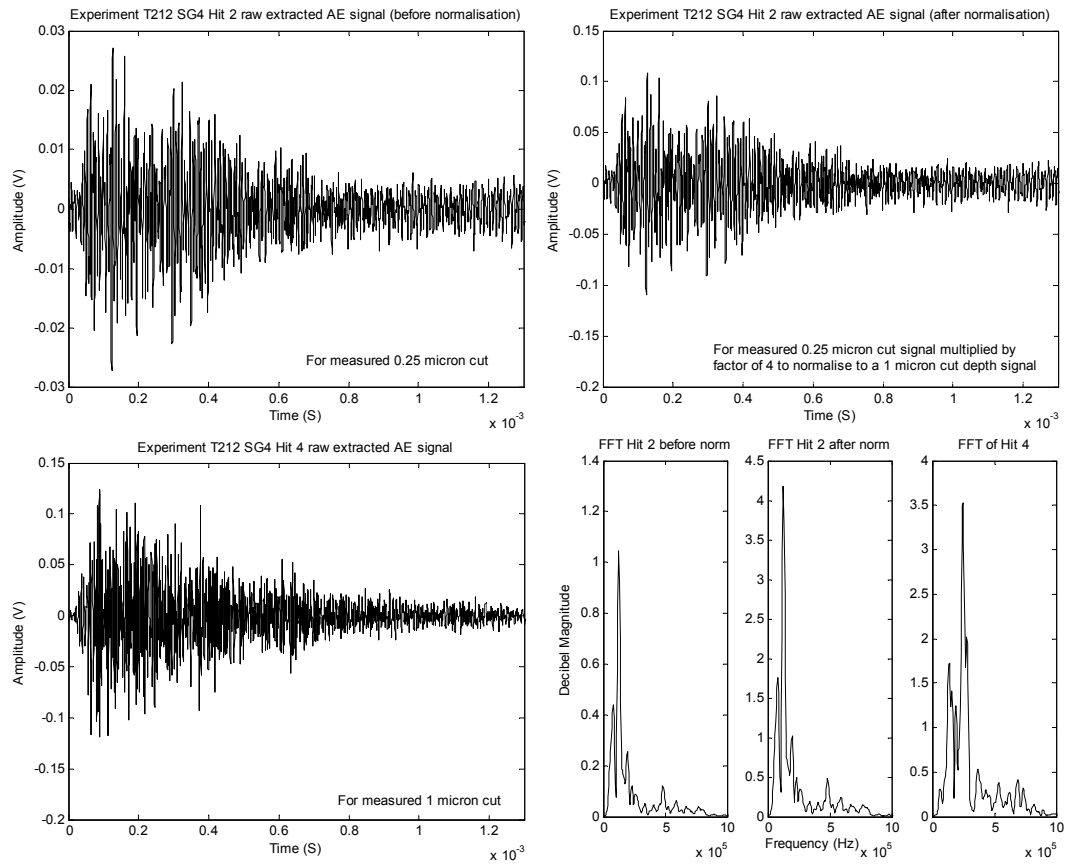 Experiment T212 SG4 Hit 2 raw extracted AE signal (before normalisation)
0.03
0.02
0.01
0
-0.01
-0.02
-0.03
Amplitude (V)
For measured 0.25 micron cut
0 0.2 0.4 0.6 0.8 1 1.2
Time (S)
x 10-3
Experiment T212 SG4 Hit 2 raw extracted AE signal (after normalisation)
0.15
0.1
0.05
0
-0.05
-0.1
-0.15
-0.2
Amplitude (V)
For measured 0.25 micron cut signal multiplied by
factor of 4 to normalise to a 1 micron cut depth signal
0 0.2 0.4 0.6 0.8 1 1.2
Time (S)
x 10-3
Experiment T212 SG4 Hit 4 raw extracted AE signal
0.15
0.1
0.05
0
-0.05
-0.1
-0.15
-0.2
Amplitude (V)
For measured 1 micron cut
0 0.2 0.4 0.6 0.8 1 1.2
Time (S)
x 10-3
FFT Hit 2 before norm
1.4
1.2
1
0.8
0.6
0.4
0.2
0
Decibel Magnitude
0 5 10
x 105
FFT Hit 2 after norm
4.5
4
3.5
3
2.5
2
1.5
1
0.5
0
0 5 10
Frequency (Hz)
x 105
FFT of Hit 4
4
3.5
3
2.5
2
1.5
1
0.5
0
0 5 10
x 105